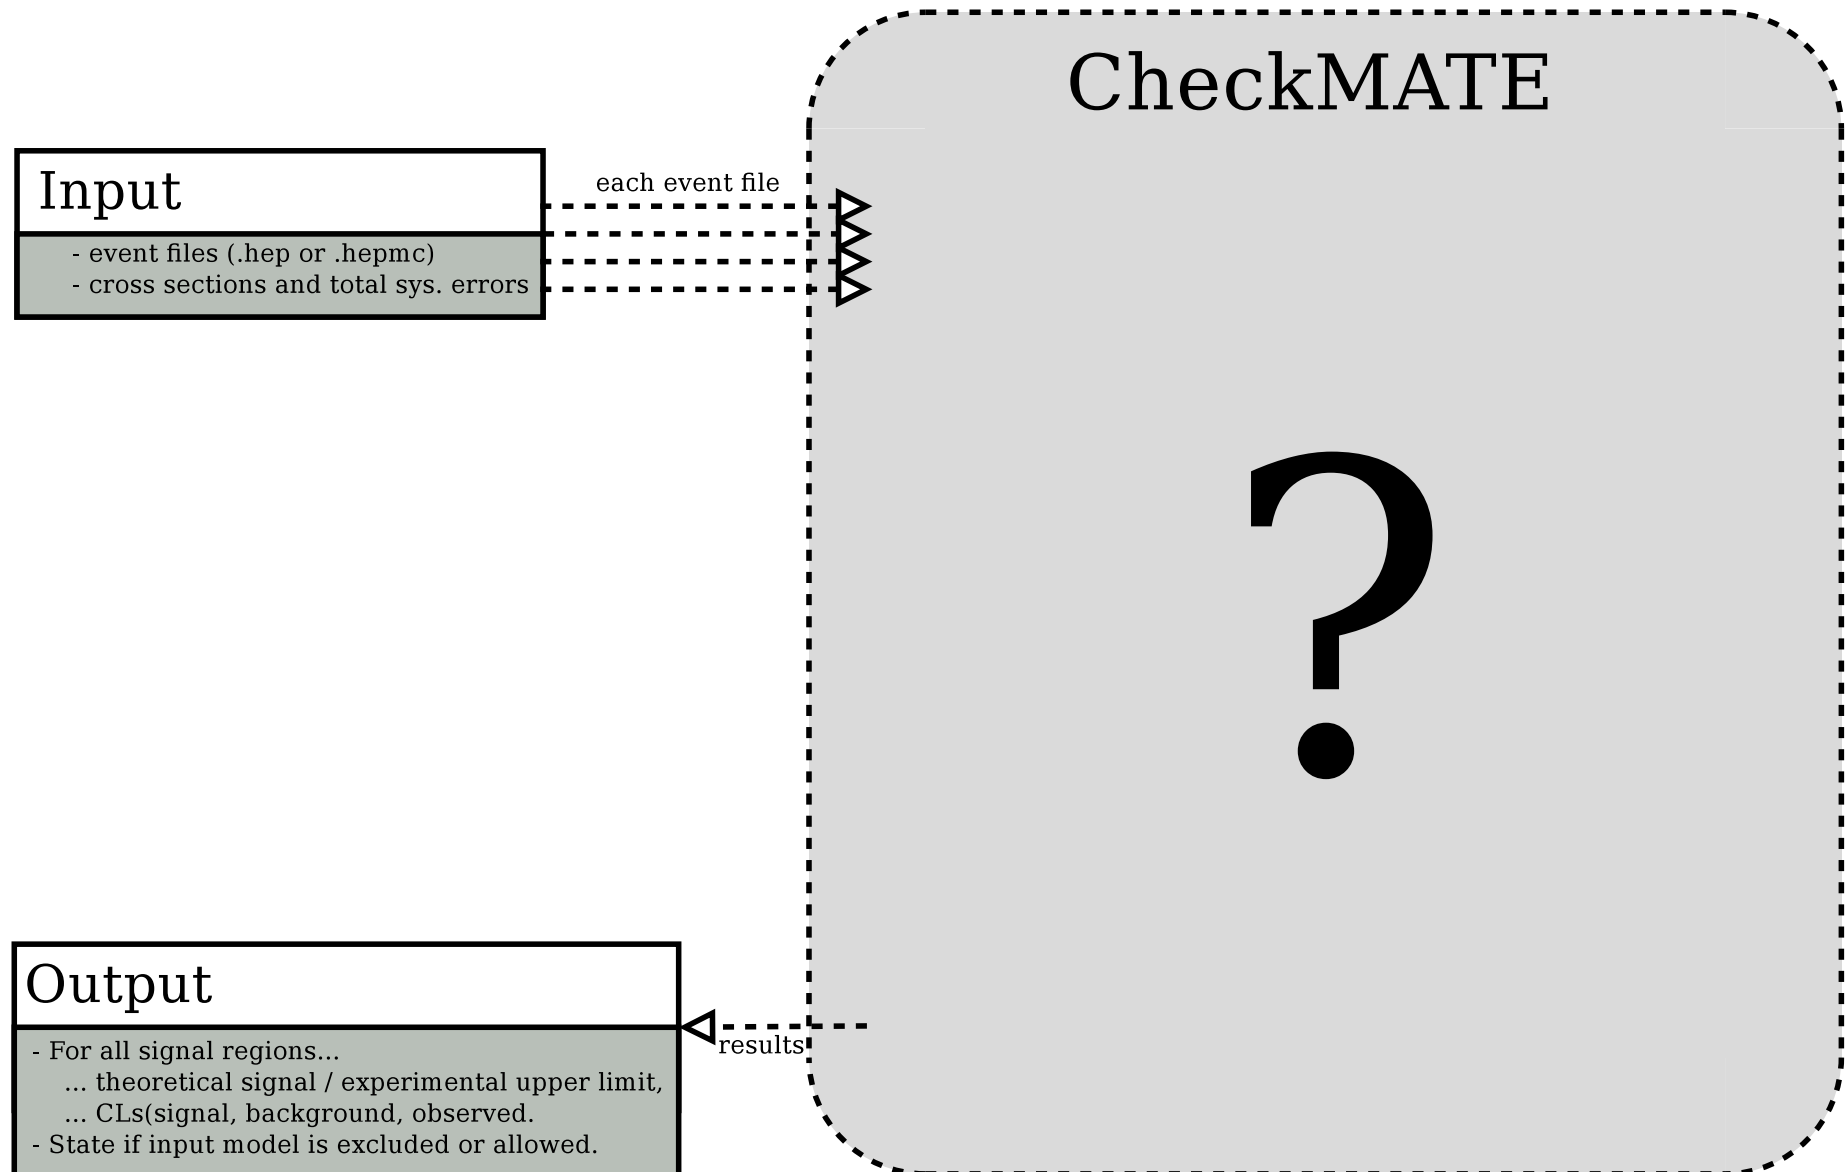 CheckMATE
Input
each event file
- event files (.hep or .hepmc)
- cross sections and total sys. errors
?
Output
results
- For all signal regions...
... theoretical signal / experimental upper limit,
... CLs(signal, background, observed.
- State if input model is excluded or allowed.